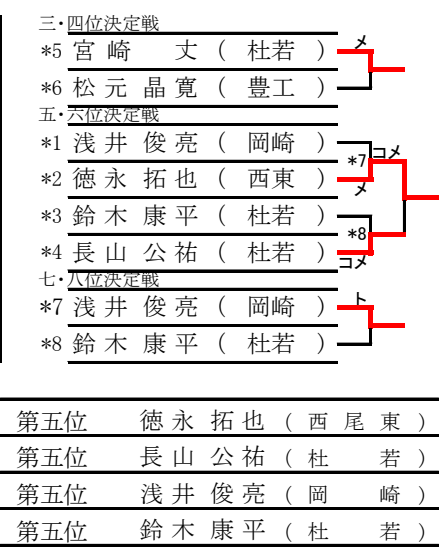 三・四位決定戦
*5 宮崎 丈 ( 杜若 ) メ
*6 松元 晶寛 ( 豊工 )
五・六位決定戦
*1 浅井 俊亮 ( 岡崎 )
*7 コメ
*2 徳永 拓也 ( 西東 ) メ
*3 鈴木 康平 ( 杜若 )
*8
*4 長山 公祐 ( 杜若 ) コメ
七・八位決定戦
*7 浅井 俊亮 ( 岡崎 ) ト
*8 鈴木 康平 ( 杜若 )
第五位 徳永 拓也 ( 西尾東 )
第五位 長山 公祐 ( 杜 若 )
第五位 浅井 俊亮 ( 岡 崎 )
第五位 鈴木 康平 ( 杜 若 )